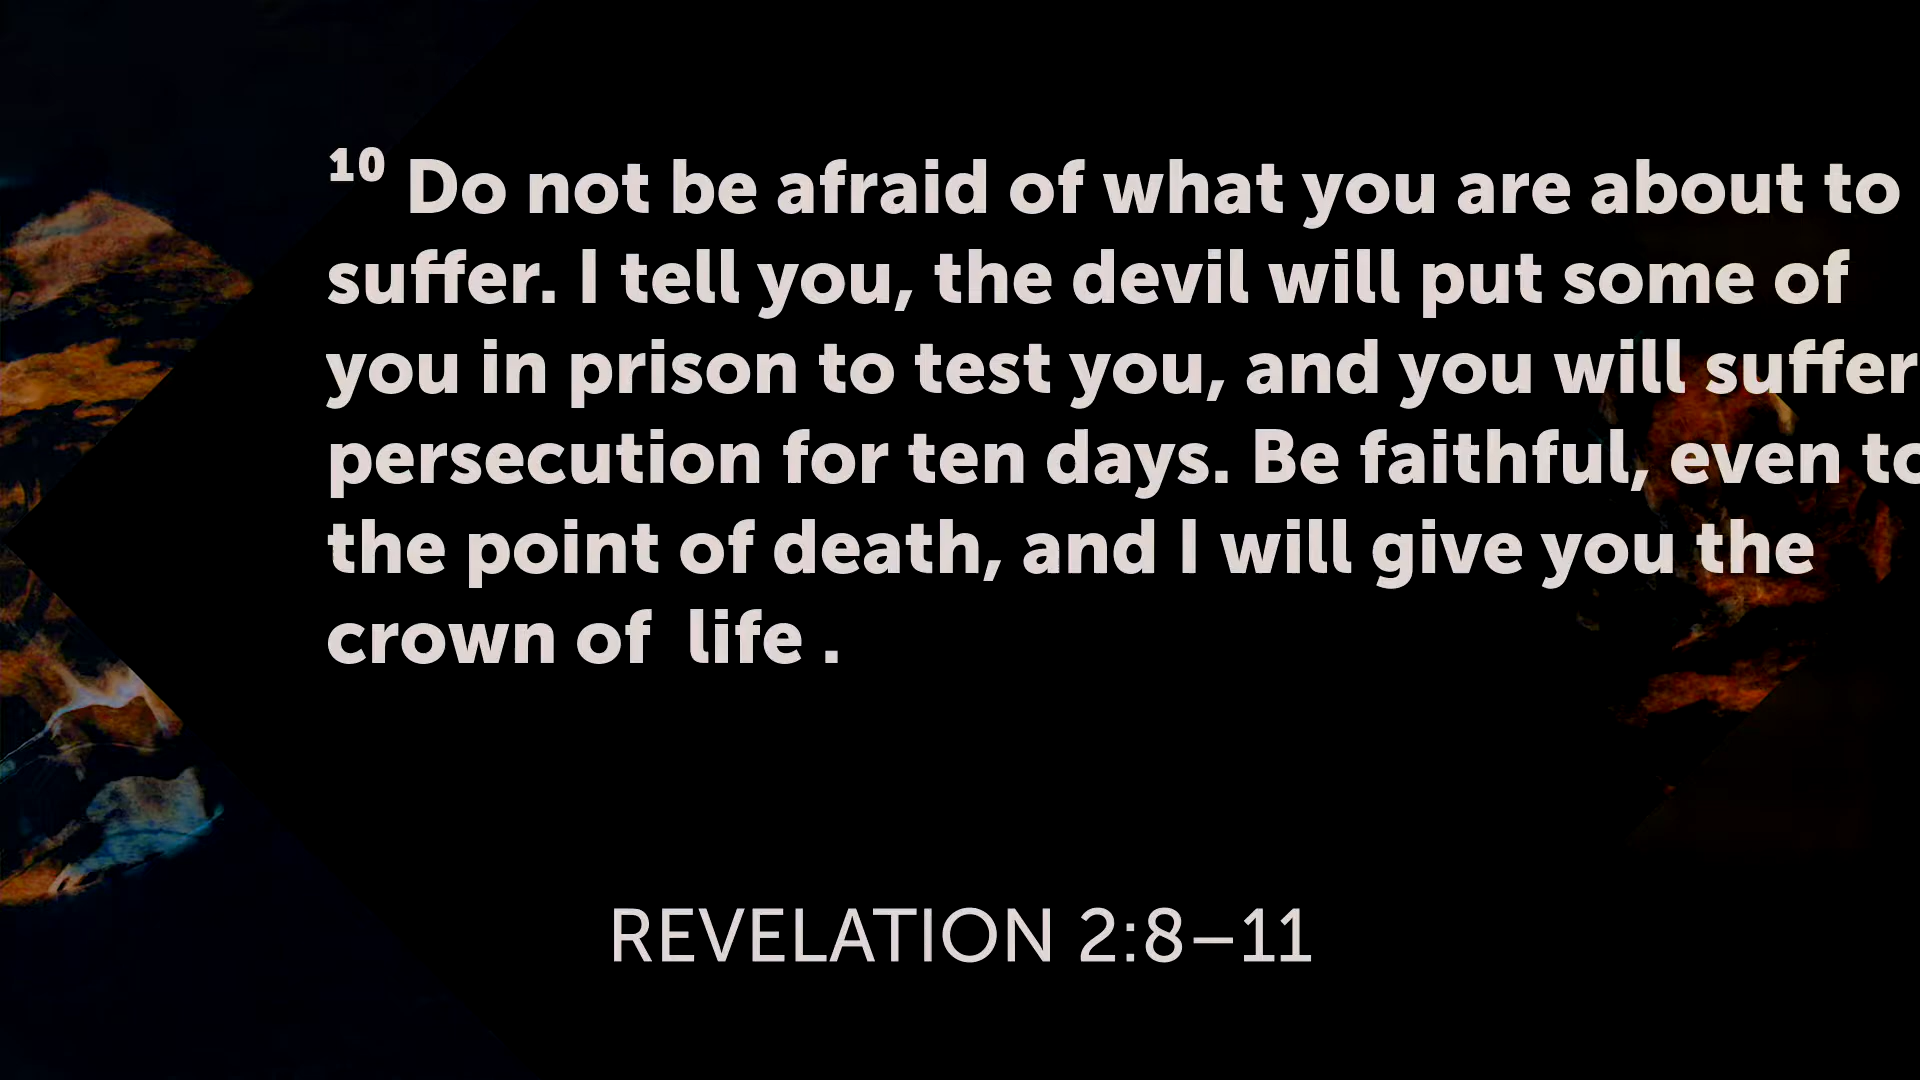 ¹⁰ Do not be afraid of what you are about to
suffer. I tell you, the devil will put some of
you in prison to test you, and you will suffer
persecution for ten days. Be faithful, even to
the point of death, and I will give you the
crown of  life .
REVELATION 2:8–11